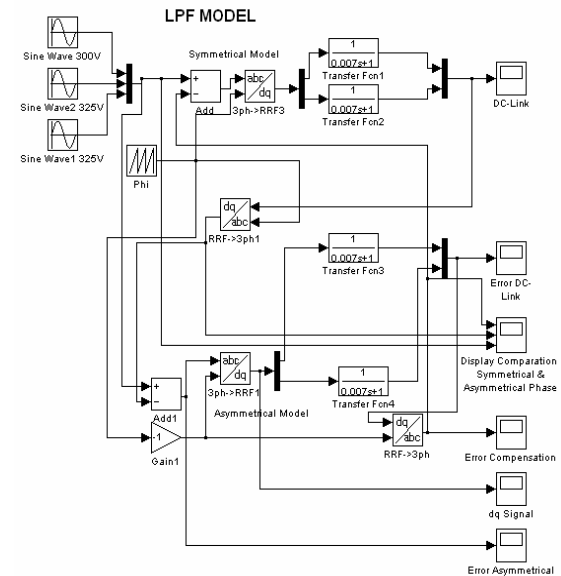 LPF MODEL
Sine Wave 300V
Sine Wave2 325V
Sine Wave1 325V
Symmetrical Model
+
−
Add
abc
dq
3ph->RRF3
1
0.007s+1
Transfer Fcn1
1
0.007s+1
Transfer Fcn2
DC-Link
Phi
dq
abc
RRF->3ph1
1
0.007s+1
Transfer Fcn3
Error DC-
Link
Display Comparation
Symmetrical &
Asymmetrical Phase
+
−
Add1
abc
dq
3ph->RRF1
Asymmetrical Model
1
0.007s+1
Transfer Fcn4
-1
Gain1
dq
abc
RRF->3ph
Error Compensation
dq Signal
Error Asymmetrical